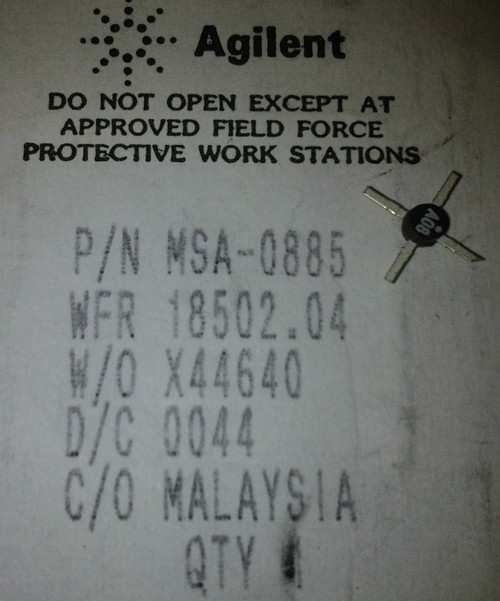 Agilent
DO NOT OPEN EXCEPT AT
APPROVED FIELD FORCE
PROTECTIVE WORK STATIONS
A08
P/N MSA-0885
WFR 18502.04
W/O X44640
D/C 0044
C/O MALAYSIA
QTY